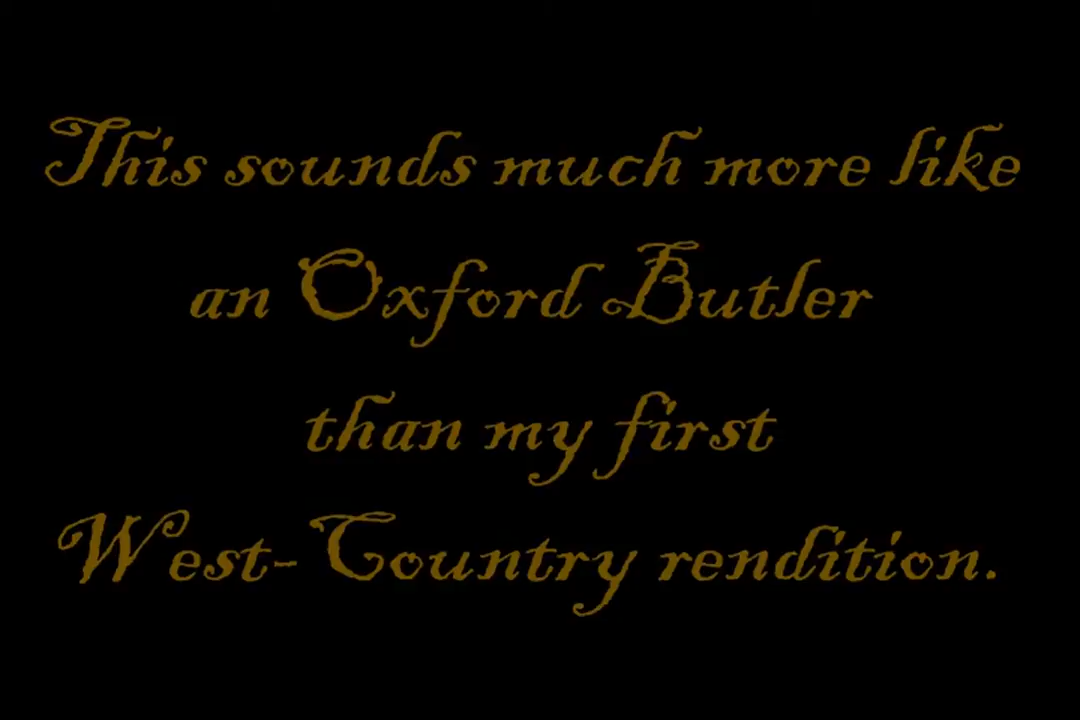 This sounds much more like
an Oxford Butler
than my first
West-Country rendition.